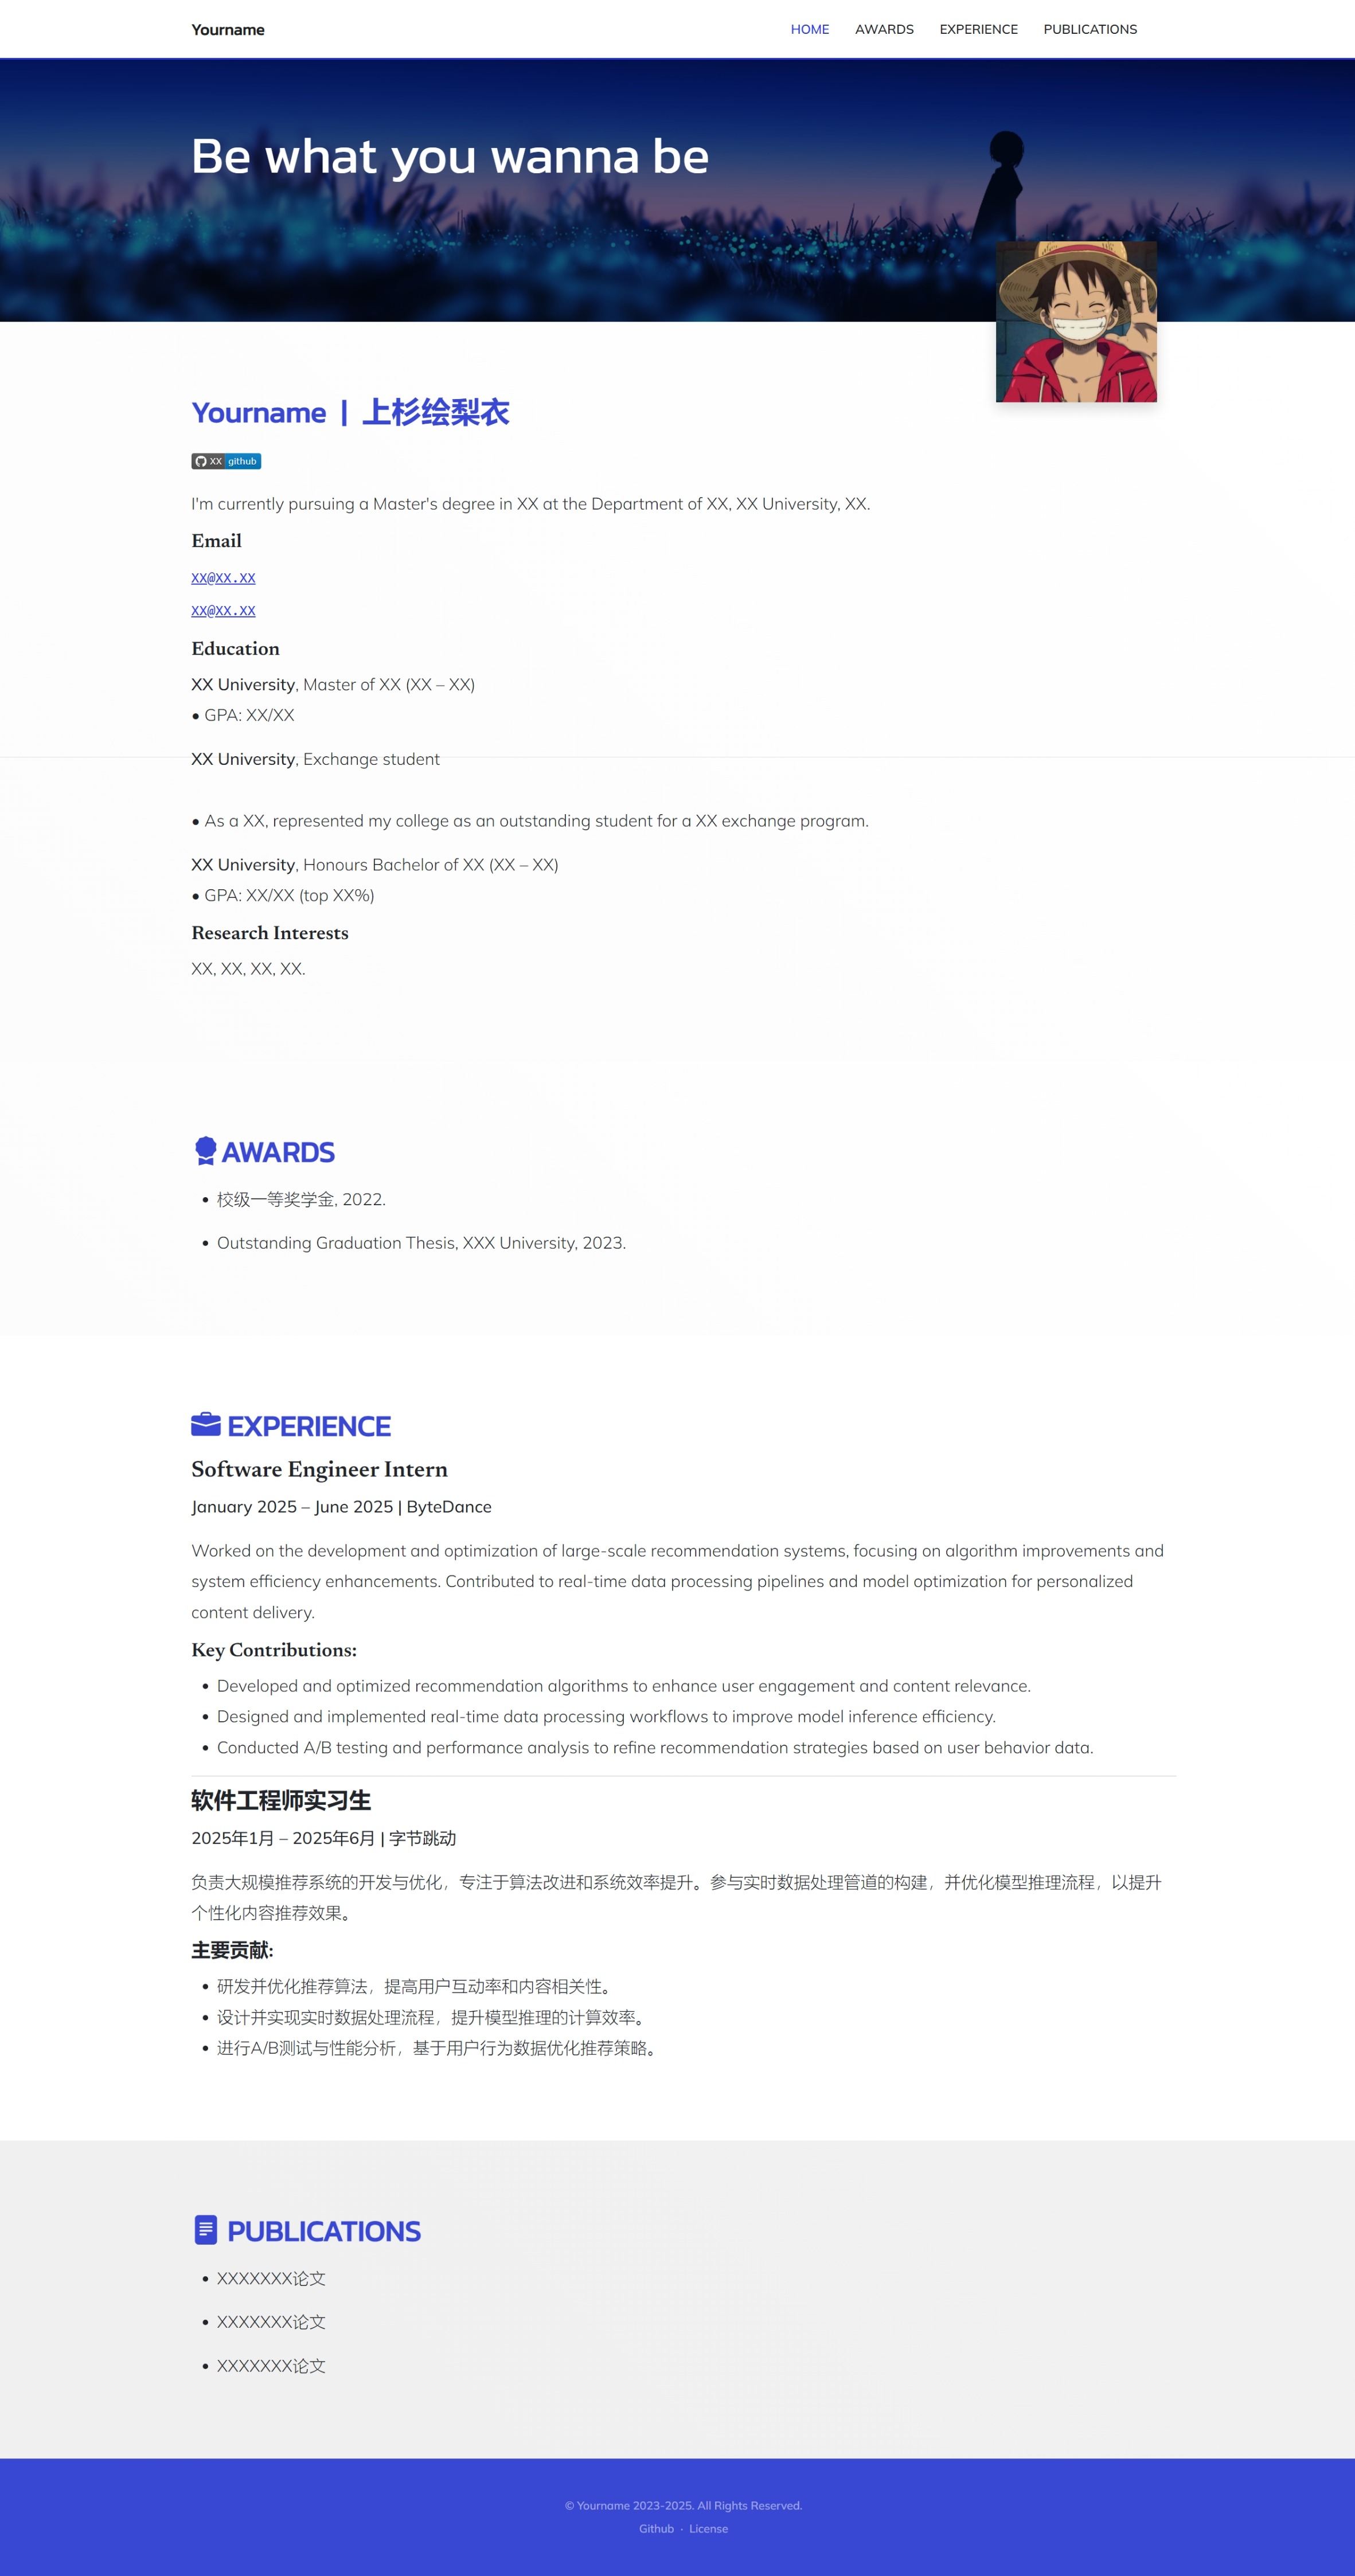 Yourname
HOME AWARDS EXPERIENCE PUBLICATIONS
Be what you wanna be
Yourname | 上杉绘梨衣
XX github
I'm currently pursuing a Master's degree in XX at the Department of XX, XX University, XX.
Email
XX@XX.XX
XX@XX.XX
Education
XX University, Master of XX (XX – XX)
• GPA: XX/XX
XX University, Exchange student
• As a XX, represented my college as an outstanding student for a XX exchange program.
XX University, Honours Bachelor of XX (XX – XX)
• GPA: XX/XX (top XX%)
Research Interests
XX, XX, XX, XX.
AWARDS
• 校级一等奖学金, 2022.
• Outstanding Graduation Thesis, XXX University, 2023.
EXPERIENCE
Software Engineer Intern
January 2025 – June 2025 | ByteDance
Worked on the development and optimization of large-scale recommendation systems, focusing on algorithm improvements and
system efficiency enhancements. Contributed to real-time data processing pipelines and model optimization for personalized
content delivery.
Key Contributions:
• Developed and optimized recommendation algorithms to enhance user engagement and content relevance.
• Designed and implemented real-time data processing workflows to improve model inference efficiency.
• Conducted A/B testing and performance analysis to refine recommendation strategies based on user behavior data.
软件工程师实习生
2025年1月 – 2025年6月 | 字节跳动
负责大规模推荐系统的开发与优化，专注于算法改进和系统效率提升。参与实时数据处理管道的构建，并优化模型推理流程，以提升
个性化内容推荐效果。
主要贡献:
• 研发并优化推荐算法，提高用户互动率和内容相关性。
• 设计并实现实时数据处理流程，提升模型推理的计算效率。
• 进行A/B测试与性能分析，基于用户行为数据优化推荐策略。
PUBLICATIONS
• XXXXXXX论文
• XXXXXXX论文
• XXXXXXX论文
© Yourname 2023-2025. All Rights Reserved.
Github · License